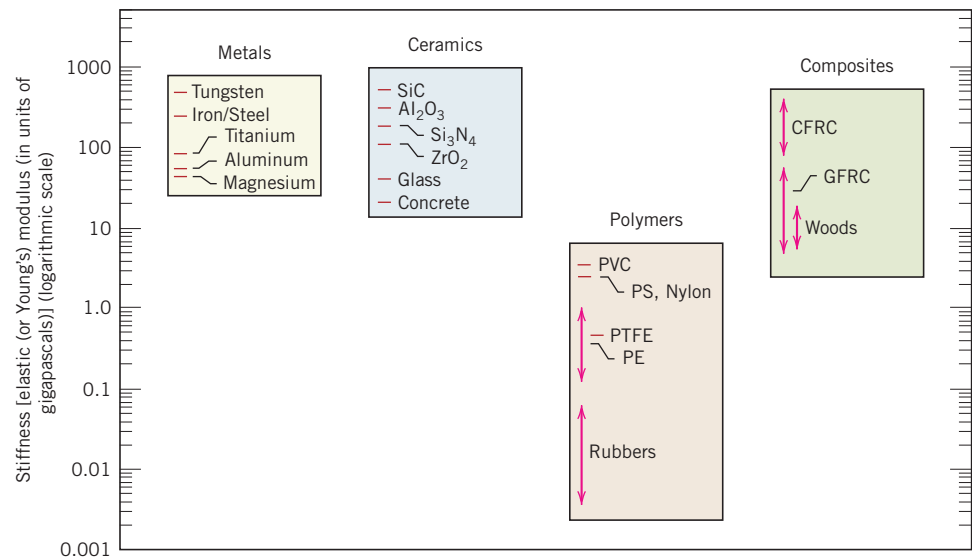 Stiffness [elastic (or Young's) modulus (in units of
gigapascals)] (logarithmic scale)
1000
100
10
1.0
0.1
0.01
0.001
Metals
Tungsten
Iron/Steel
Titanium
Aluminum
Magnesium
Ceramics
SiC
Al₂O₃
Si₃N₄
ZrO₂
Glass
Concrete
Polymers
PVC
PS, Nylon
PTFE
PE
Rubbers
Composites
CFRC
GFRC
Woods